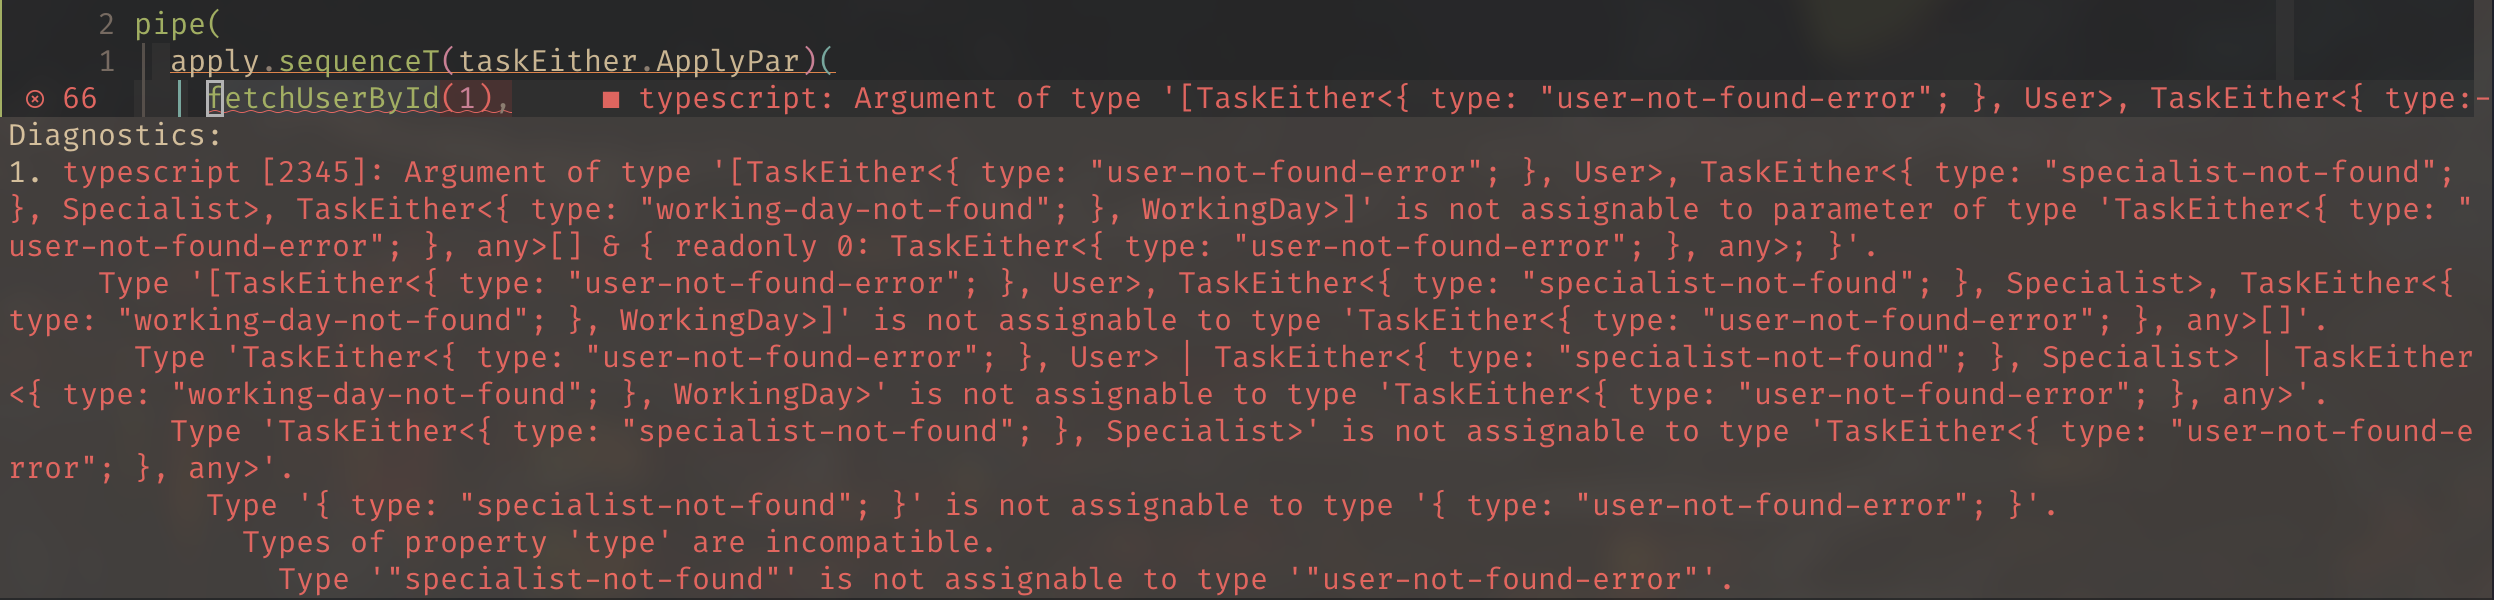 2 pipe(
1 apply.sequenceT(taskEither.ApplyPar)(
66 fetchUserById(1), ■ typescript: Argument of type '[TaskEither<{ type: "user-not-found-error"; }, User>, TaskEither<{ type:-
Diagnostics:
1. typescript [2345]: Argument of type '[TaskEither<{ type: "user-not-found-error"; }, User>, TaskEither<{ type: "specialist-not-found";
}, Specialist>, TaskEither<{ type: "working-day-not-found"; }, WorkingDay>]' is not assignable to parameter of type 'TaskEither<{ type: "
user-not-found-error"; }, any>[] & { readonly 0: TaskEither<{ type: "user-not-found-error"; }, any>; }'.
Type '[TaskEither<{ type: "user-not-found-error"; }, User>, TaskEither<{ type: "specialist-not-found"; }, Specialist>, TaskEither<{
type: "working-day-not-found"; }, WorkingDay>]' is not assignable to type 'TaskEither<{ type: "user-not-found-error"; }, any>[]'.
Type 'TaskEither<{ type: "user-not-found-error"; }, User> | TaskEither<{ type: "specialist-not-found"; }, Specialist> | TaskEither
<{ type: "working-day-not-found"; }, WorkingDay>' is not assignable to type 'TaskEither<{ type: "user-not-found-error"; }, any>'.
Type 'TaskEither<{ type: "specialist-not-found"; }, Specialist>' is not assignable to type 'TaskEither<{ type: "user-not-found-e
rror"; }, any>'.
Type '{ type: "specialist-not-found"; }' is not assignable to type '{ type: "user-not-found-error"; }'.
Types of property 'type' are incompatible.
Type '"specialist-not-found"' is not assignable to type '"user-not-found-error"'.